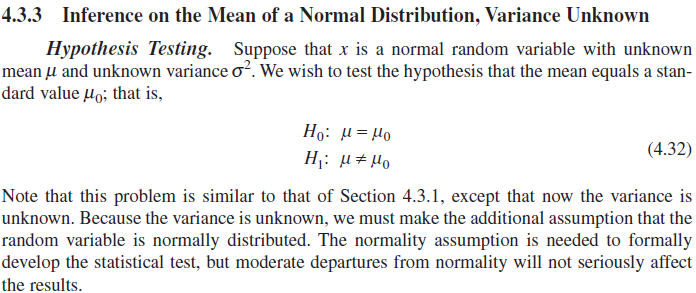 4.3.3 Inference on the Mean of a Normal Distribution, Variance Unknown
Hypothesis Testing. Suppose that x is a normal random variable with unknown
mean μ and unknown variance σ². We wish to test the hypothesis that the mean equals a stan-
dard value μ₀; that is,
H₀: μ = μ₀
H₁: μ ≠ μ₀
(4.32)
Note that this problem is similar to that of Section 4.3.1, except that now the variance is
unknown. Because the variance is unknown, we must make the additional assumption that the
random variable is normally distributed. The normality assumption is needed to formally
develop the statistical test, but moderate departures from normality will not seriously affect
the results.